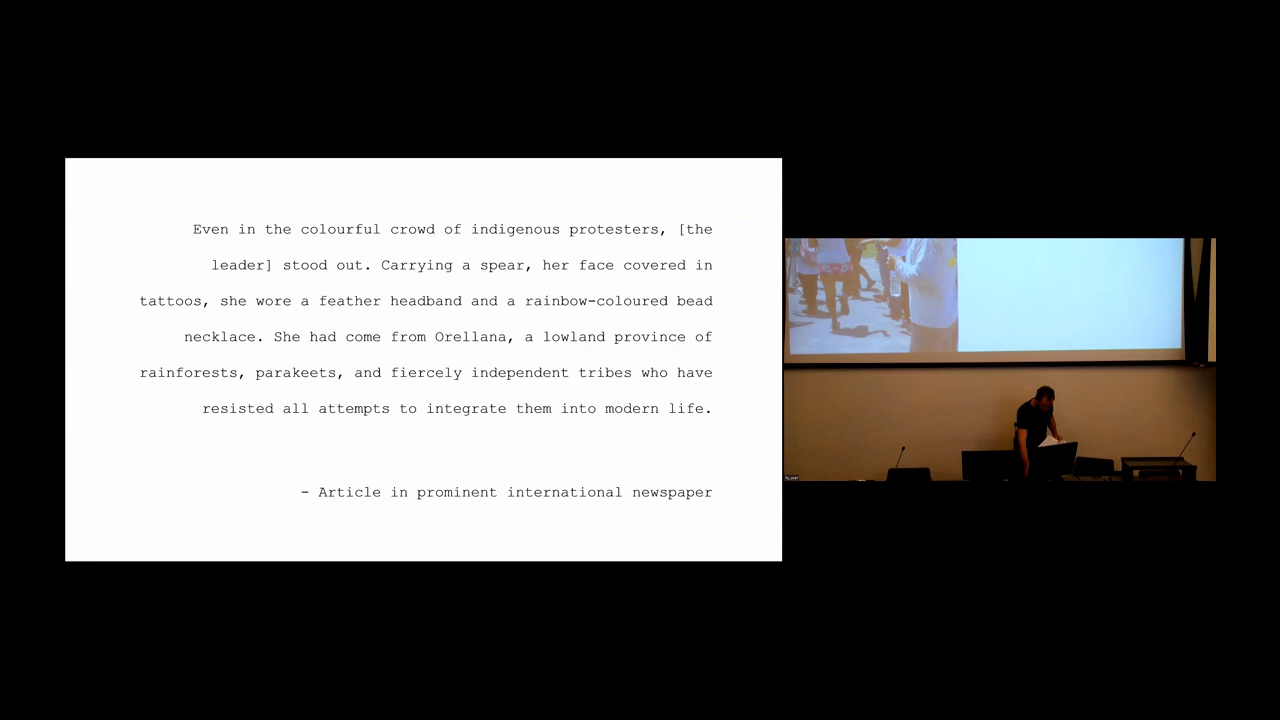 Even in the colourful crowd of indigenous protesters, [the
leader] stood out. Carrying a spear, her face covered in
tattoos, she wore a feather headband and a rainbow-coloured bead
necklace. She had come from Orellana, a lowland province of
rainforests, parakeets, and fiercely independent tribes who have
resisted all attempts to integrate them into modern life.
- Article in prominent international newspaper